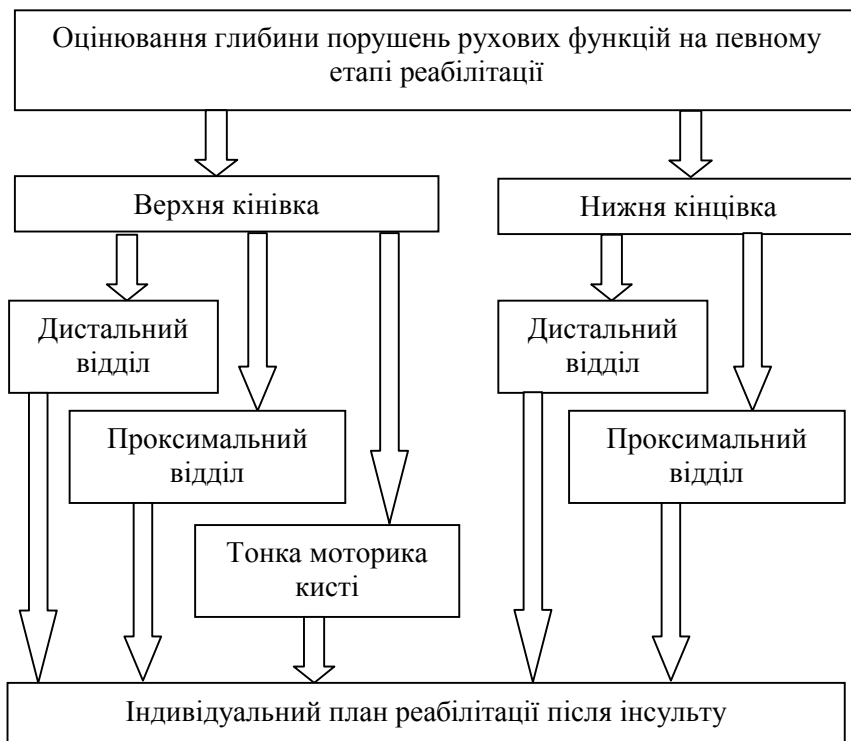 Оцінювання глибини порушень рухових функцій на певному
етапі реабілітації
Верхня кінівка
Нижня кінцівка
Дистальний
відділ
Дистальний
відділ
Проксимальний
відділ
Проксимальний
відділ
Тонка моторика
кисті
Індивідуальний план реабілітації після інсульту